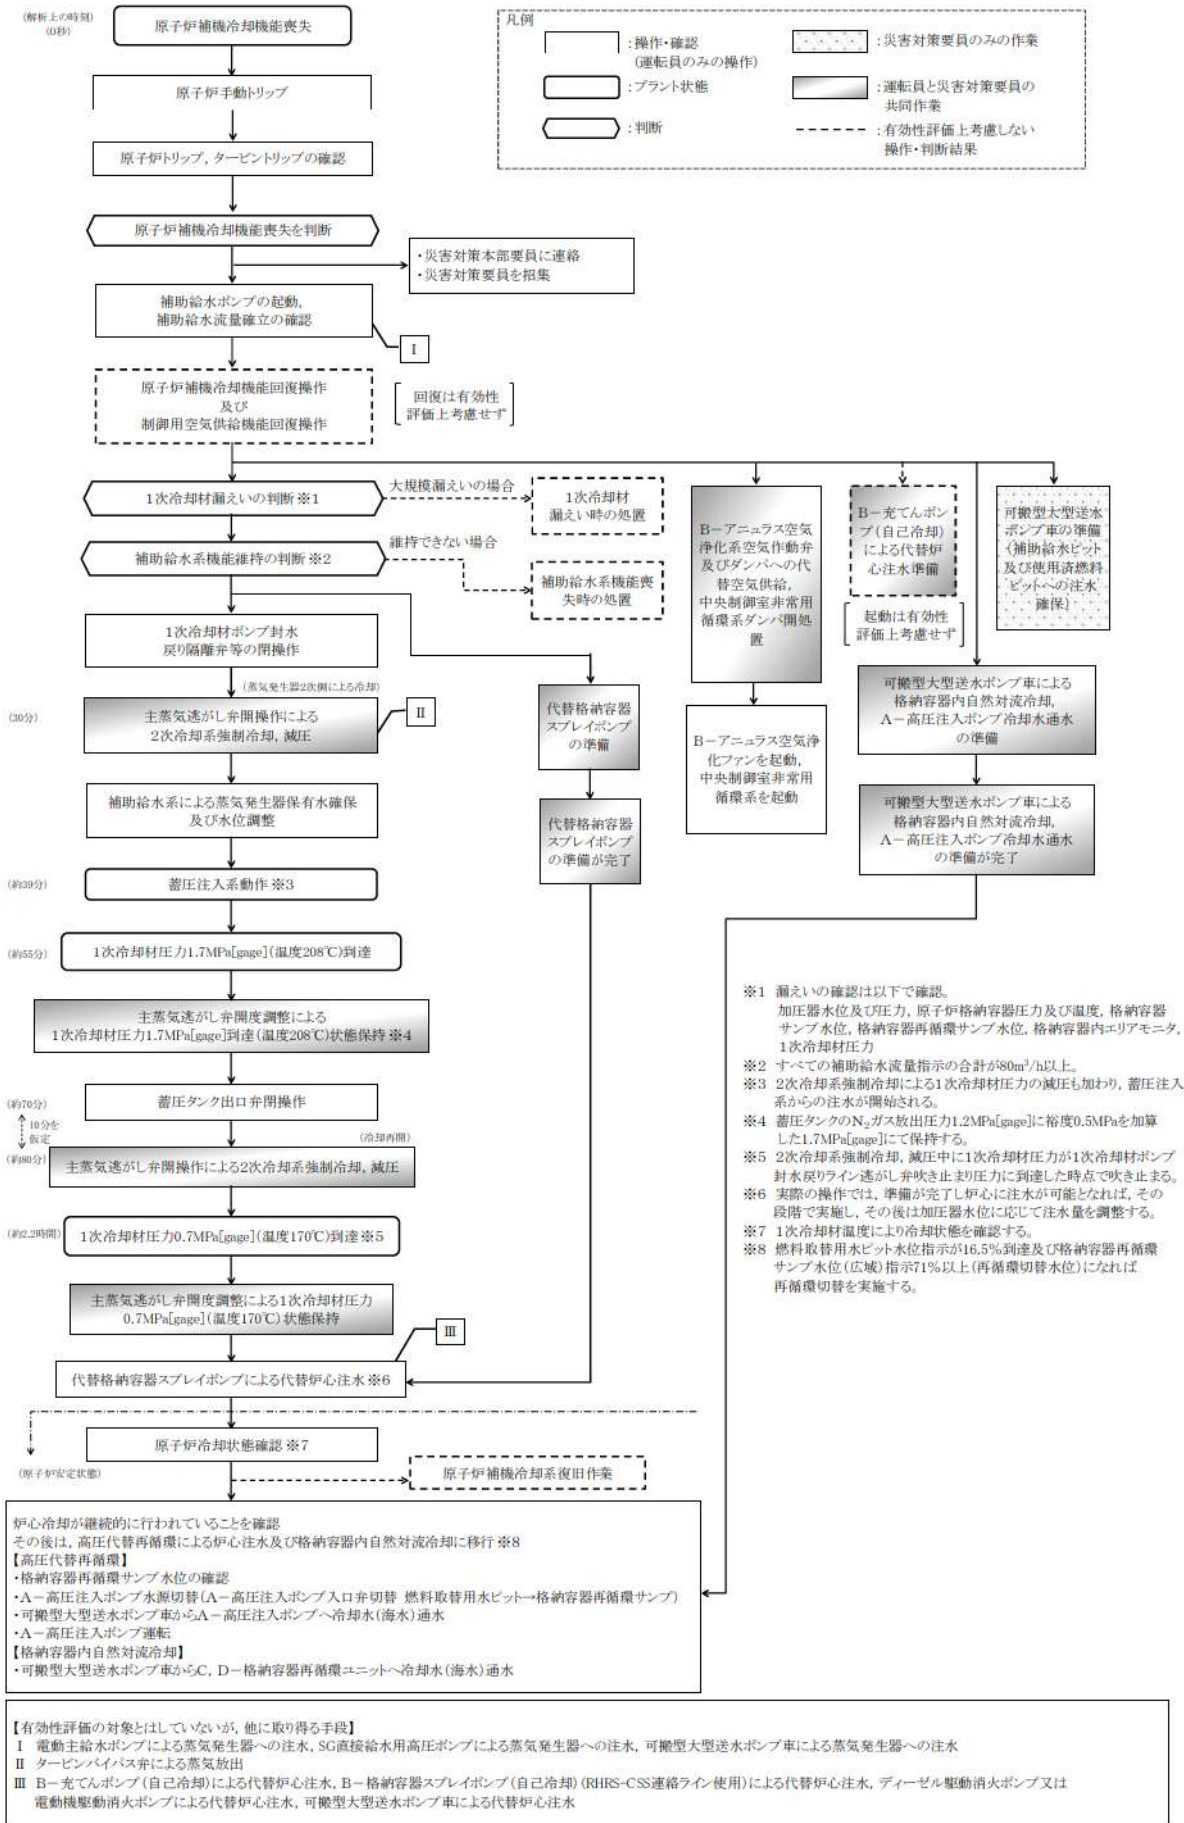 (解析上の時刻)
(0秒)
原子炉補機冷却機能喪失
凡例
:操作・確認
(運転員のみの操作)
:災害対策要員のみの作業
:プラント状態
:運転員と災害対策要員の
共同作業
:判断
:有効性評価上考慮しない
操作・判断結果
原子炉手動トリップ
原子炉トリップ,タービントリップの確認
原子炉補機冷却機能喪失を判断
・災害対策本部要員に連絡
・災害対策要員を招集
補助給水ポンプの起動,
補助給水流量確立の確認
I
原子炉補機冷却機能回復操作
及び
制御用空気供給機能回復操作
回復は有効性
評価上考慮せず
1次冷却材漏えいの判断※1
大規模漏えいの場合
1次冷却材
漏えい時の処置
補助給水系機能維持の判断※2
維持できない場合
補助給水系機能喪
失時の処置
B-アニュラス空気
浄化系空気作動弁
及びダンパへの代
替空気供給,
中央制御室非常用
循環系ダンパ開処
置
B-充てんポン
プ(自己冷却)
による代替炉
心注水準備
起動は有効性
評価上考慮せず
可搬型大型送水
ポンプ車の準備
(補助給水ピット
及び使用済燃料
ピットへの注水
確保)
1次冷却材ポンプ封水
戻り隔離弁等の閉操作
(蒸気発生器2次側による冷却)
(30分)
主蒸気逃がし弁開操作による
2次冷却系強制冷却,減圧
II
代替格納容器
スプレイポンプ
の準備
B-アニュラス空気浄
化ファンを起動,
中央制御室非常用
循環系を起動
可搬型大型送水ポンプ車による
格納容器内自然対流冷却,
A-高圧注入ポンプ冷却水通水
の準備
補助給水系による蒸気発生器保有水確保
及び水位調整
代替格納容器
スプレイポンプ
の準備が完了
可搬型大型送水ポンプ車による
格納容器内自然対流冷却,
A-高圧注入ポンプ冷却水通水
の準備が完了
(約39分)
蓄圧注入系動作※3
(約55分)
1次冷却材圧力1.7MPa[gage](温度208℃)到達
主蒸気逃がし弁開度調整による
1次冷却材圧力1.7MPa[gage]到達(温度208℃)状態保持※4
(約70分)
蓄圧タンク出口弁閉操作
10分を
仮定
(冷却再開)
(約80分)
主蒸気逃がし弁開操作による2次冷却系強制冷却,減圧
(約2.2時間)
1次冷却材圧力0.7MPa[gage](温度170℃)到達※5
主蒸気逃がし弁開度調整による1次冷却材圧力
0.7MPa[gage](温度170℃)状態保持
III
代替格納容器スプレイポンプによる代替炉心注水※6
原子炉冷却状態確認※7
(原子炉安定状態)
原子炉補機冷却系復旧作業
※1 漏えいの確認は以下で確認。
加圧器水位及び圧力,原子炉格納容器圧力及び温度,格納容器
サンプ水位,格納容器再循環サンプ水位,格納容器内エリアモニタ,
1次冷却材圧力
※2 すべての補助給水流量指示の合計が80m³/h以上。
※3 2次冷却系強制冷却による1次冷却材圧力の減圧も加わり,蓄圧注入
系からの注水が開始される。
※4 蓄圧タンクのN₂ガス放出圧力1.2MPa[gage]に裕度0.5MPaを加算
した1.7MPa[gage]にて保持する。
※5 2次冷却系強制冷却,減圧中に1次冷却材圧力が1次冷却材ポンプ
封水戻りライン逃がし弁吹き止まり圧力に到達した時点で吹き止まる。
※6 実際の操作では,準備が完了し炉心に注水が可能となれば,その
段階で実施し,その後は加圧器水位に応じて注水量を調整する。
※7 1次冷却材温度により冷却状態を確認する。
※8 燃料取替用水ピット水位指示が16.5%到達及び格納容器再循環
サンプ水位(広域)指示71%以上(再循環切替水位)になれば
再循環切替を実施する。
炉心冷却が継続的に行われていることを確認
その後は,高圧代替再循環による炉心注水及び格納容器内自然対流冷却に移行※8
【高圧代替再循環】
・格納容器再循環サンプ水位の確認
・A-高圧注入ポンプ水源切替(A-高圧注入ポンプ入口弁切替 燃料取替用水ピット→格納容器再循環サンプ)
・可搬型大型送水ポンプ車からA-高圧注入ポンプへ冷却水(海水)通水
・A-高圧注入ポンプ運転
【格納容器内自然対流冷却】
・可搬型大型送水ポンプ車からC,D-格納容器再循環ユニットへ冷却水(海水)通水
【有効性評価の対象とはしていないが,他に取り得る手段】
I 電動主給水ポンプによる蒸気発生器への注水,SG直接給水用高圧ポンプによる蒸気発生器への注水,可搬型大型送水ポンプ車による蒸気発生器への注水
II タービンバイパス弁による蒸気放出
III B-充てんポンプ(自己冷却)による代替炉心注水,B-格納容器スプレイポンプ(自己冷却)(RHRS-CSS連絡ライン使用)による代替炉心注水,ディーゼル駆動消火ポンプ又は
電動機駆動消火ポンプによる代替炉心注水,可搬型大型送水ポンプ車による代替炉心注水